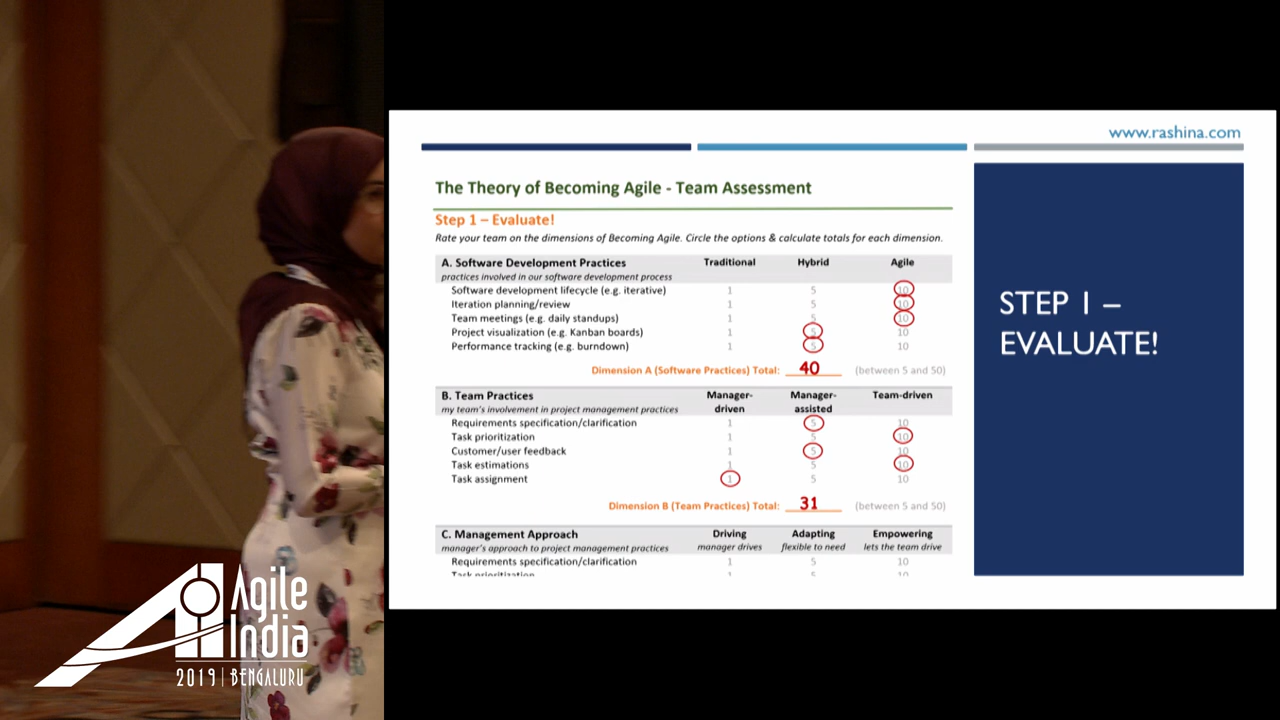 www.rashina.com
The Theory of Becoming Agile - Team Assessment
Step 1 – Evaluate!
Rate your team on the dimensions of Becoming Agile. Circle the options & calculate totals for each dimension.
A. Software Development Practices Traditional Hybrid Agile
practices involved in our software development process
Software development lifecycle (e.g. iterative) 1 5 10
Iteration planning/review 1 5 10
Team meetings (e.g. daily standups) 1 5 10
Project visualization (e.g. Kanban boards) 1 5 10
Performance tracking (e.g. burndown) 1 5 10
Dimension A (Software Practices) Total: 40 (between 5 and 50)
B. Team Practices Manager-driven Manager-assisted Team-driven
my team's involvement in project management practices
Requirements specification/clarification 1 5 10
Task prioritization 1 5 10
Customer/user feedback 1 5 10
Task estimations 1 5 10
Task assignment 1 5 10
Dimension B (Team Practices) Total: 31 (between 5 and 50)
C. Management Approach Driving Adapting Empowering
manager's approach to project management practices manager drives flexible to need lets the team drive
Requirements specification/clarification 1 5 10
Task prioritization 1 5 10
STEP 1 –
EVALUATE!
Agile
India
2019 | BENGALURU